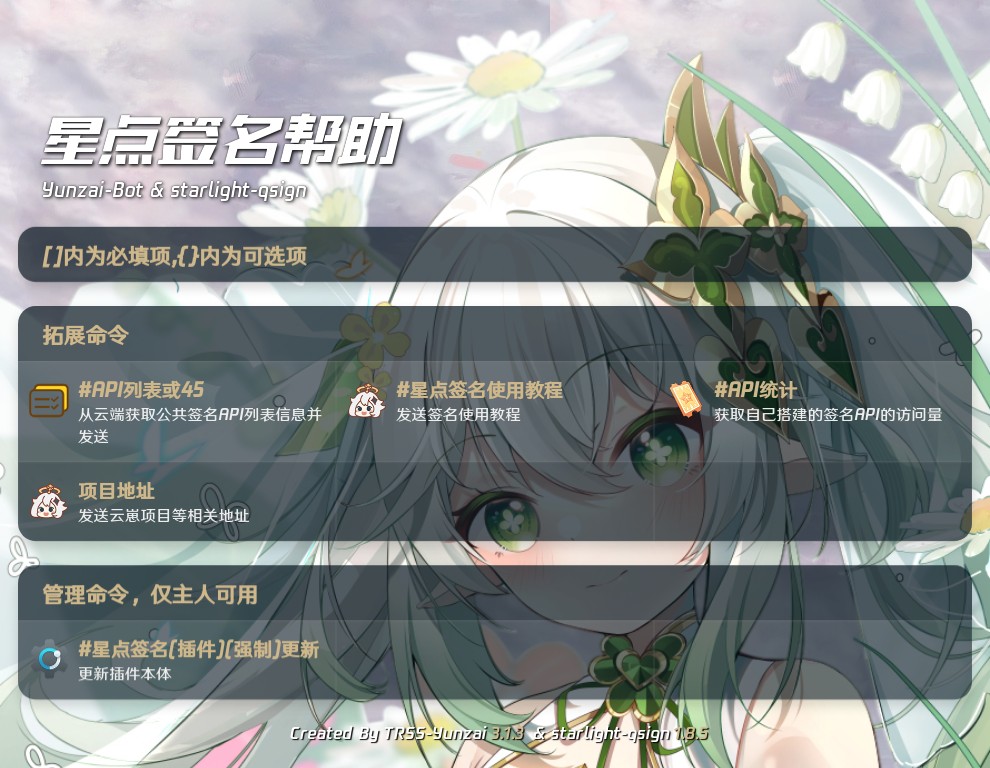 星点签名帮助
Yunzai-Bot & starlight-qsign
[]内为必填项,{}内为可选项
拓展命令
#API列表或45
从云端获取公共签名API列表信息并
发送
#星点签名使用教程
发送签名使用教程
#API统计
获取自己搭建的签名API的访问量
项目地址
发送云崽项目等相关地址
管理命令，仅主人可用
#星点签名[插件][强制]更新
更新插件本体
Created By TRSS-Yunzai 3.1.3 & starlight-qsign 1.8.5